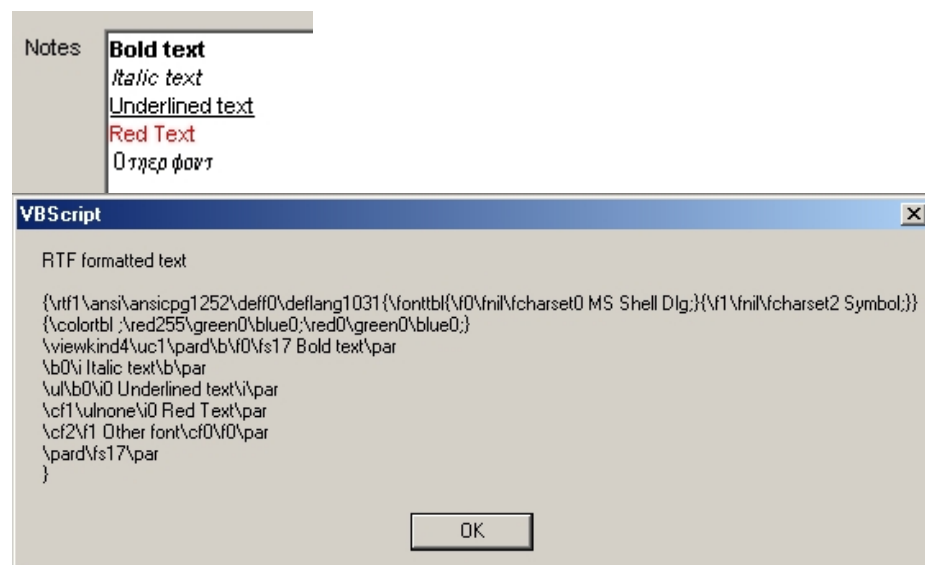 Notes
Bold text
Italic text
Underlined text
Red Text
Οτηερ φοντ
VBScript
RTF formatted text
{\rtf1\ansi\ansicpg1252\deff0\deflang1031{\fonttbl{\f0\fnil\fcharset0 MS Shell Dlg;}{\f1\fnil\fcharset2 Symbol;}}
{\colortbl ;\red255\green0\blue0;\red0\green0\blue0;}
\viewkind4\uc1\pard\b\f0\fs17 Bold text\par
\b0\i Italic text\b\par
\ul\b0\i0 Underlined text\i\par
\cf1\ulnone\i0 Red Text\par
\cf2\f1 Other font\cf0\f0\par
\pard\fs17\par
}
OK